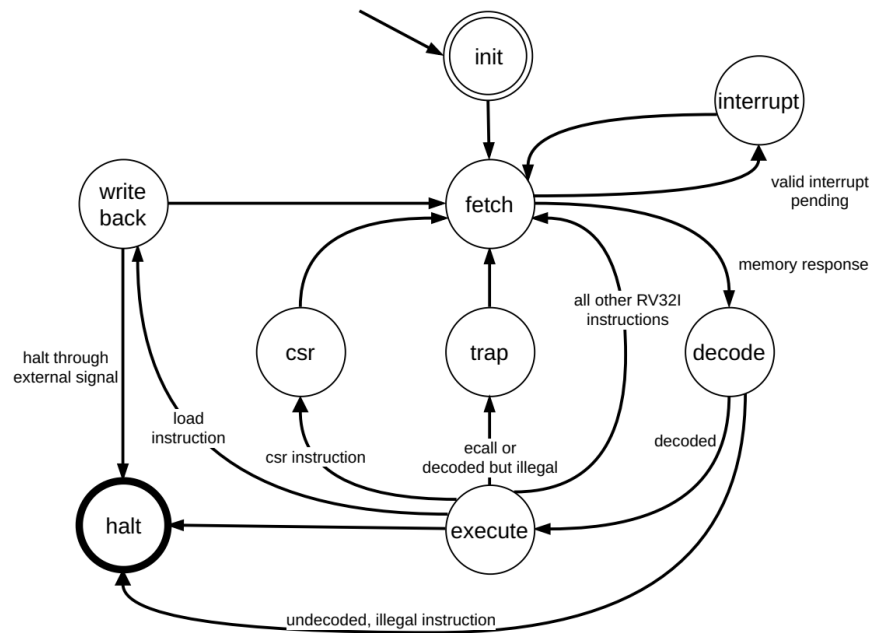 init
interrupt
write
back
fetch
valid interrupt
pending
memory response
all other RV32I
instructions
csr
trap
decode
halt through
external signal
load
instruction
csr instruction
ecall or
decoded but illegal
decoded
halt
execute
undecoded, illegal instruction